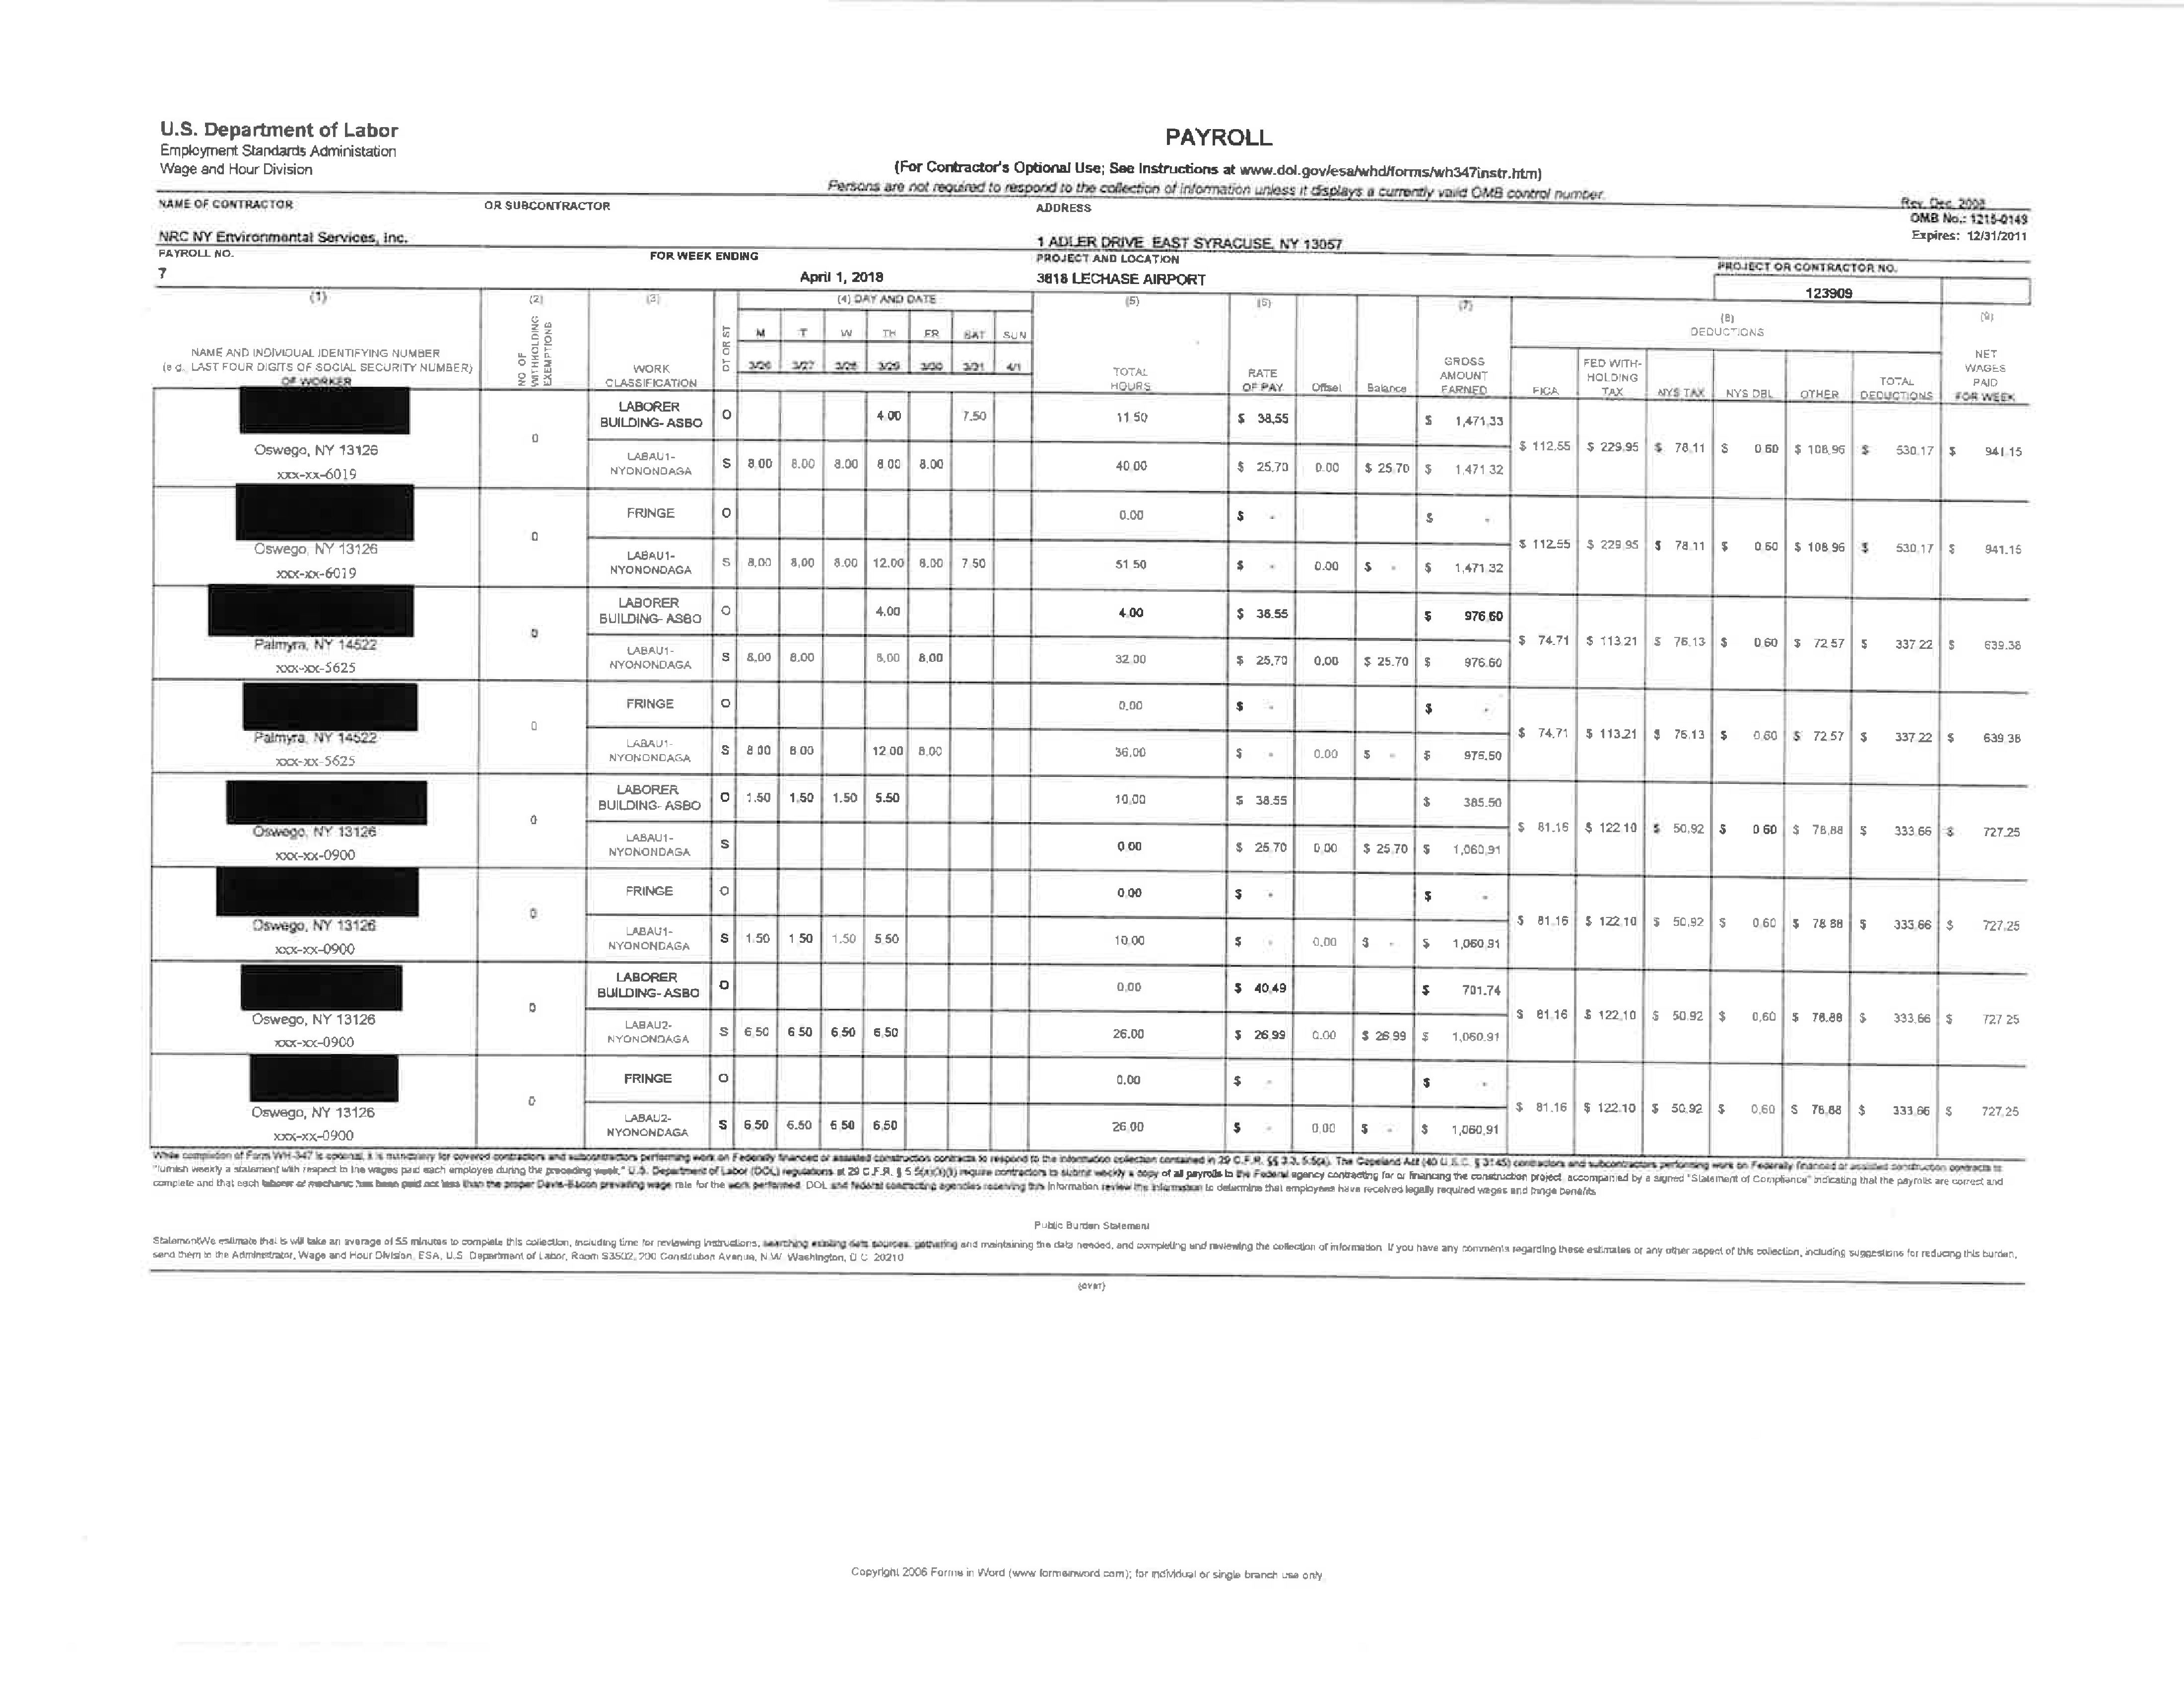 U.S. Department of Labor
Employment Standards Administation
Wage and Hour Division
PAYROLL
(For Contractor's Optional Use; See Instructions at www.dol.gov/esa/whd/forms/wh347instr.htm)
Persons are not required to respond to the collection of information unless it displays a currently valid OMB control number.
Rev. Dec. 2008
OMB No.: 1215-0149
Expires: 12/31/2011
NAME OF CONTRACTOR OR SUBCONTRACTOR ADDRESS
NRC NY Environmental Services, Inc. 1 ADLER DRIVE EAST SYRACUSE, NY 13057
PAYROLL NO. FOR WEEK ENDING PROJECT AND LOCATION PROJECT OR CONTRACTOR NO.
7 April 1, 2018 3818 LECHASE AIRPORT 123909
(1) (2) (3) (4) DAY AND DATE (5) (6) (7) (8) (9)
NAME AND INDIVIDUAL IDENTIFYING NUMBER
(e.g., LAST FOUR DIGITS OF SOCIAL SECURITY NUMBER)
OF WORKER
NO. OF WITHHOLDING EXEMPTIONS
WORK CLASSIFICATION
OT OR ST
M T W TH FR SAT SUN
3/26 3/27 3/28 3/29 3/30 3/31 4/1
TOTAL HOURS
RATE OF PAY Offset Balance
GROSS AMOUNT EARNED
DEDUCTIONS
FICA FED WITH-HOLDING TAX NYS TAX NYS DBL OTHER TOTAL DEDUCTIONS
NET WAGES PAID FOR WEEK
LABORER BUILDING- ASBO O 4.00 7.50 11.50 $ 38.55 $ 1,471.33
Oswego, NY 13126 0 $ 112.55 $ 229.95 $ 78.11 $ 0.60 $ 108.96 $ 530.17 $ 941.15
xxx-xx-6019 LABAU1-NYONONDAGA S 8.00 8.00 8.00 8.00 8.00 40.00 $ 25.70 0.00 $ 25.70 $ 1,471.32
FRINGE O 0.00 $ - $ -
Oswego, NY 13126 0 $ 112.55 $ 229.95 $ 78.11 $ 0.60 $ 108.96 $ 530.17 $ 941.15
xxx-xx-6019 LABAU1-NYONONDAGA S 8.00 8.00 8.00 12.00 8.00 7.50 51.50 $ - 0.00 $ - $ 1,471.32
LABORER BUILDING- ASBO O 4.00 4.00 $ 38.55 $ 976.60
Palmyra, NY 14522 0 $ 74.71 $ 113.21 $ 76.13 $ 0.60 $ 72.57 $ 337.22 $ 639.38
xxx-xx-5625 LABAU1-NYONONDAGA S 8.00 8.00 8.00 8.00 32.00 $ 25.70 0.00 $ 25.70 $ 976.60
FRINGE O 0.00 $ - $ -
Palmyra, NY 14522 0 $ 74.71 $ 113.21 $ 76.13 $ 0.60 $ 72.57 $ 337.22 $ 639.38
xxx-xx-5625 LABAU1-NYONONDAGA S 8.00 8.00 12.00 8.00 36.00 $ - 0.00 $ - $ 976.60
LABORER BUILDING- ASBO O 1.50 1.50 1.50 5.50 10.00 $ 38.55 $ 385.50
Oswego, NY 13126 0 $ 81.16 $ 122.10 $ 50.92 $ 0.60 $ 78.88 $ 333.66 $ 727.25
xxx-xx-0900 LABAU1-NYONONDAGA S 0.00 $ 25.70 0.00 $ 25.70 $ 1,060.91
FRINGE O 0.00 $ - $ -
Oswego, NY 13126 0 $ 81.16 $ 122.10 $ 50.92 $ 0.60 $ 78.88 $ 333.66 $ 727.25
xxx-xx-0900 LABAU1-NYONONDAGA S 1.50 1.50 1.50 5.50 10.00 $ - 0.00 $ - $ 1,060.91
LABORER BUILDING- ASBO O 0.00 $ 40.49 $ 701.74
Oswego, NY 13126 0 $ 81.16 $ 122.10 $ 50.92 $ 0.60 $ 78.88 $ 333.66 $ 727.25
xxx-xx-0900 LABAU2-NYONONDAGA S 6.50 6.50 6.50 6.50 26.00 $ 26.99 0.00 $ 26.99 $ 1,060.91
FRINGE O 0.00 $ - $ -
Oswego, NY 13126 0 $ 81.16 $ 122.10 $ 50.92 $ 0.60 $ 78.88 $ 333.66 $ 727.25
xxx-xx-0900 LABAU2-NYONONDAGA S 6.50 6.50 6.50 6.50 26.00 $ - 0.00 $ - $ 1,060.91
While completion of Form WH-347 is optional, it is mandatory for covered contractors and subcontractors performing work on Federally financed or assisted construction contracts to respond to the information collection contained in 29 C.F.R. §§ 3.3, 5.5(a). The Copeland Act (40 U.S.C. § 3145) contractors and subcontractors performing work on Federally financed or assisted construction contracts to
"furnish weekly a statement with respect to the wages paid each employee during the preceding week." U.S. Department of Labor (DOL) regulations at 29 C.F.R. § 5.5(a)(3)(ii) require contractors to submit weekly a copy of all payrolls to the Federal agency contracting for or financing the construction project, accompanied by a signed "Statement of Compliance" indicating that the payrolls are correct and
complete and that each laborer or mechanic has been paid not less than the proper Davis-Bacon prevailing wage rate for the work performed. DOL and federal contracting agencies receiving this information review the information to determine that employees have received legally required wages and fringe benefits.
Public Burden Statement
StatementWe estimate that is will take an average of 55 minutes to complete this collection, including time for reviewing instructions, searching existing data sources, gathering and maintaining the data needed, and completing and reviewing the collection of information. If you have any comments regarding these estimates or any other aspect of this collection, including suggestions for reducing this burden,
send them to the Administrator, Wage and Hour Division, ESA, U.S. Department of Labor, Room S3502, 200 Constitution Avenue, N.W. Washington, D.C. 20210
(over)
Copyright 2006 Forms in Word (www.formsinword.com); for individual or single branch use only.